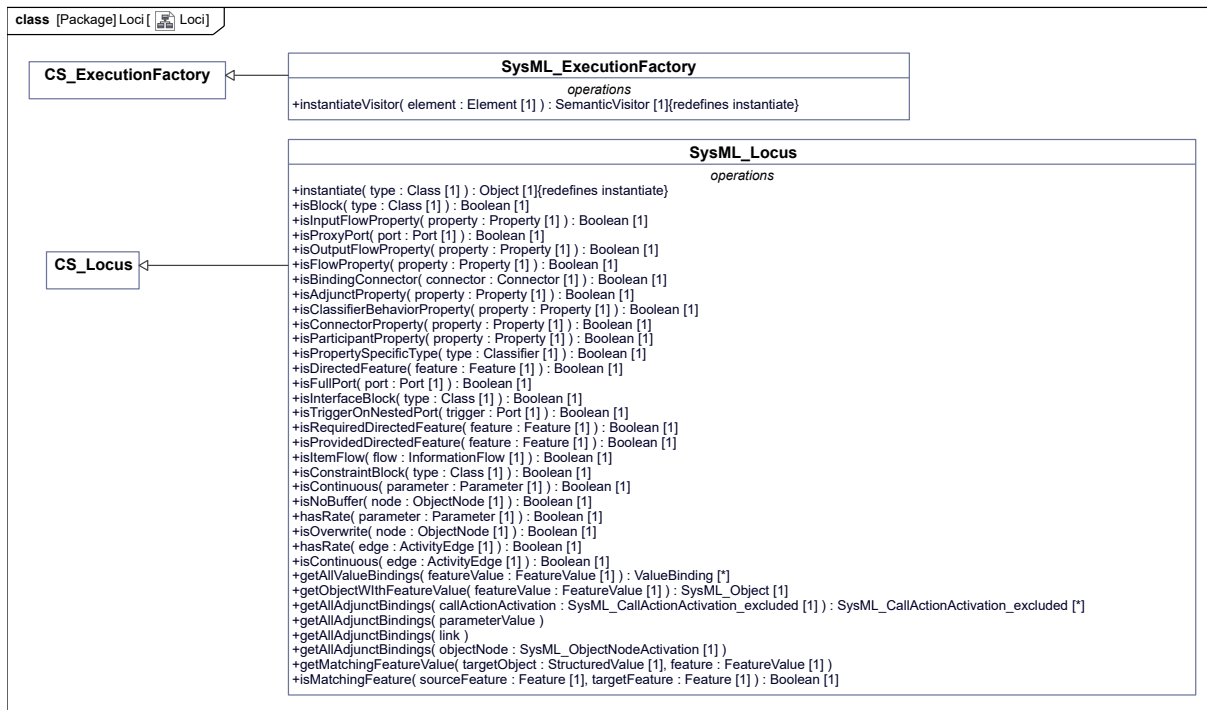 class [Package] Loci [ Loci ]
CS_ExecutionFactory
SysML_ExecutionFactory
operations
+instantiateVisitor( element : Element [1] ) : SemanticVisitor [1]{redefines instantiate}
SysML_Locus
operations
+instantiate( type : Class [1] ) : Object [1]{redefines instantiate}
+isBlock( type : Class [1] ) : Boolean [1]
+isInputFlowProperty( property : Property [1] ) : Boolean [1]
+isProxyPort( port : Port [1] ) : Boolean [1]
+isOutputFlowProperty( property : Property [1] ) : Boolean [1]
CS_Locus
+isFlowProperty( property : Property [1] ) : Boolean [1]
+isBindingConnector( connector : Connector [1] ) : Boolean [1]
+isAdjunctProperty( property : Property [1] ) : Boolean [1]
+isClassifierBehaviorProperty( property : Property [1] ) : Boolean [1]
+isConnectorProperty( property : Property [1] ) : Boolean [1]
+isParticipantProperty( property : Property [1] ) : Boolean [1]
+isPropertySpecificType( type : Classifier [1] ) : Boolean [1]
+isDirectedFeature( feature : Feature [1] ) : Boolean [1]
+isFullPort( port : Port [1] ) : Boolean [1]
+isInterfaceBlock( type : Class [1] ) : Boolean [1]
+isTriggerOnNestedPort( trigger : Port [1] ) : Boolean [1]
+isRequiredDirectedFeature( feature : Feature [1] ) : Boolean [1]
+isProvidedDirectedFeature( feature : Feature [1] ) : Boolean [1]
+isItemFlow( flow : InformationFlow [1] ) : Boolean [1]
+isConstraintBlock( type : Class [1] ) : Boolean [1]
+isContinuous( parameter : Parameter [1] ) : Boolean [1]
+isNoBuffer( node : ObjectNode [1] ) : Boolean [1]
+hasRate( parameter : Parameter [1] ) : Boolean [1]
+isOverwrite( node : ObjectNode [1] ) : Boolean [1]
+hasRate( edge : ActivityEdge [1] ) : Boolean [1]
+isContinuous( edge : ActivityEdge [1] ) : Boolean [1]
+getAllValueBindings( featureValue : FeatureValue [1] ) : ValueBinding [*]
+getObjectWIthFeatureValue( featureValue : FeatureValue [1] ) : SysML_Object [1]
+getAllAdjunctBindings( callActionActivation : SysML_CallActionActivation_excluded [1] ) : SysML_CallActionActivation_excluded [*]
+getAllAdjunctBindings( parameterValue )
+getAllAdjunctBindings( link )
+getAllAdjunctBindings( objectNode : SysML_ObjectNodeActivation [1] )
+getMatchingFeatureValue( targetObject : StructuredValue [1], feature : FeatureValue [1] )
+isMatchingFeature( sourceFeature : Feature [1], targetFeature : Feature [1] ) : Boolean [1]